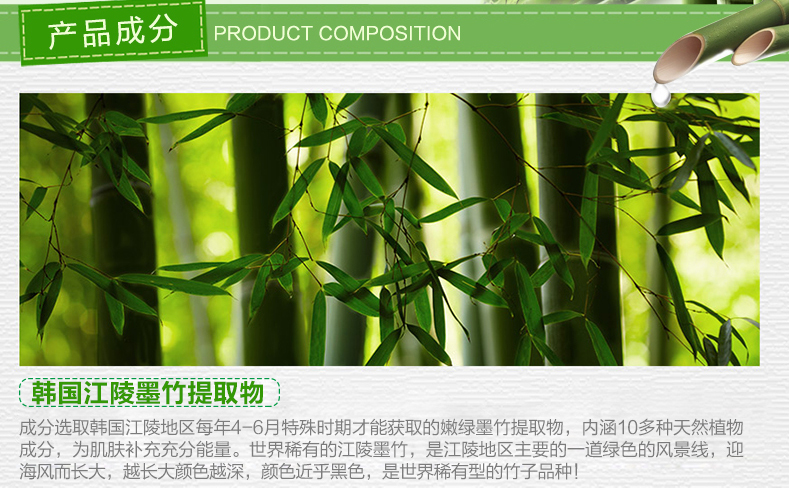 产品成分
PRODUCT COMPOSITION
韩国江陵墨竹提取物
成分选取韩国江陵地区每年4-6月特殊时期才能获取的嫩绿墨竹提取物，内涵10多种天然植物
成分，为肌肤补充充分能量。世界稀有的江陵墨竹，是江陵地区主要的一道绿色的风景线，迎
海风而长大，越长大颜色越深，颜色近乎黑色，是世界稀有型的竹子品种！